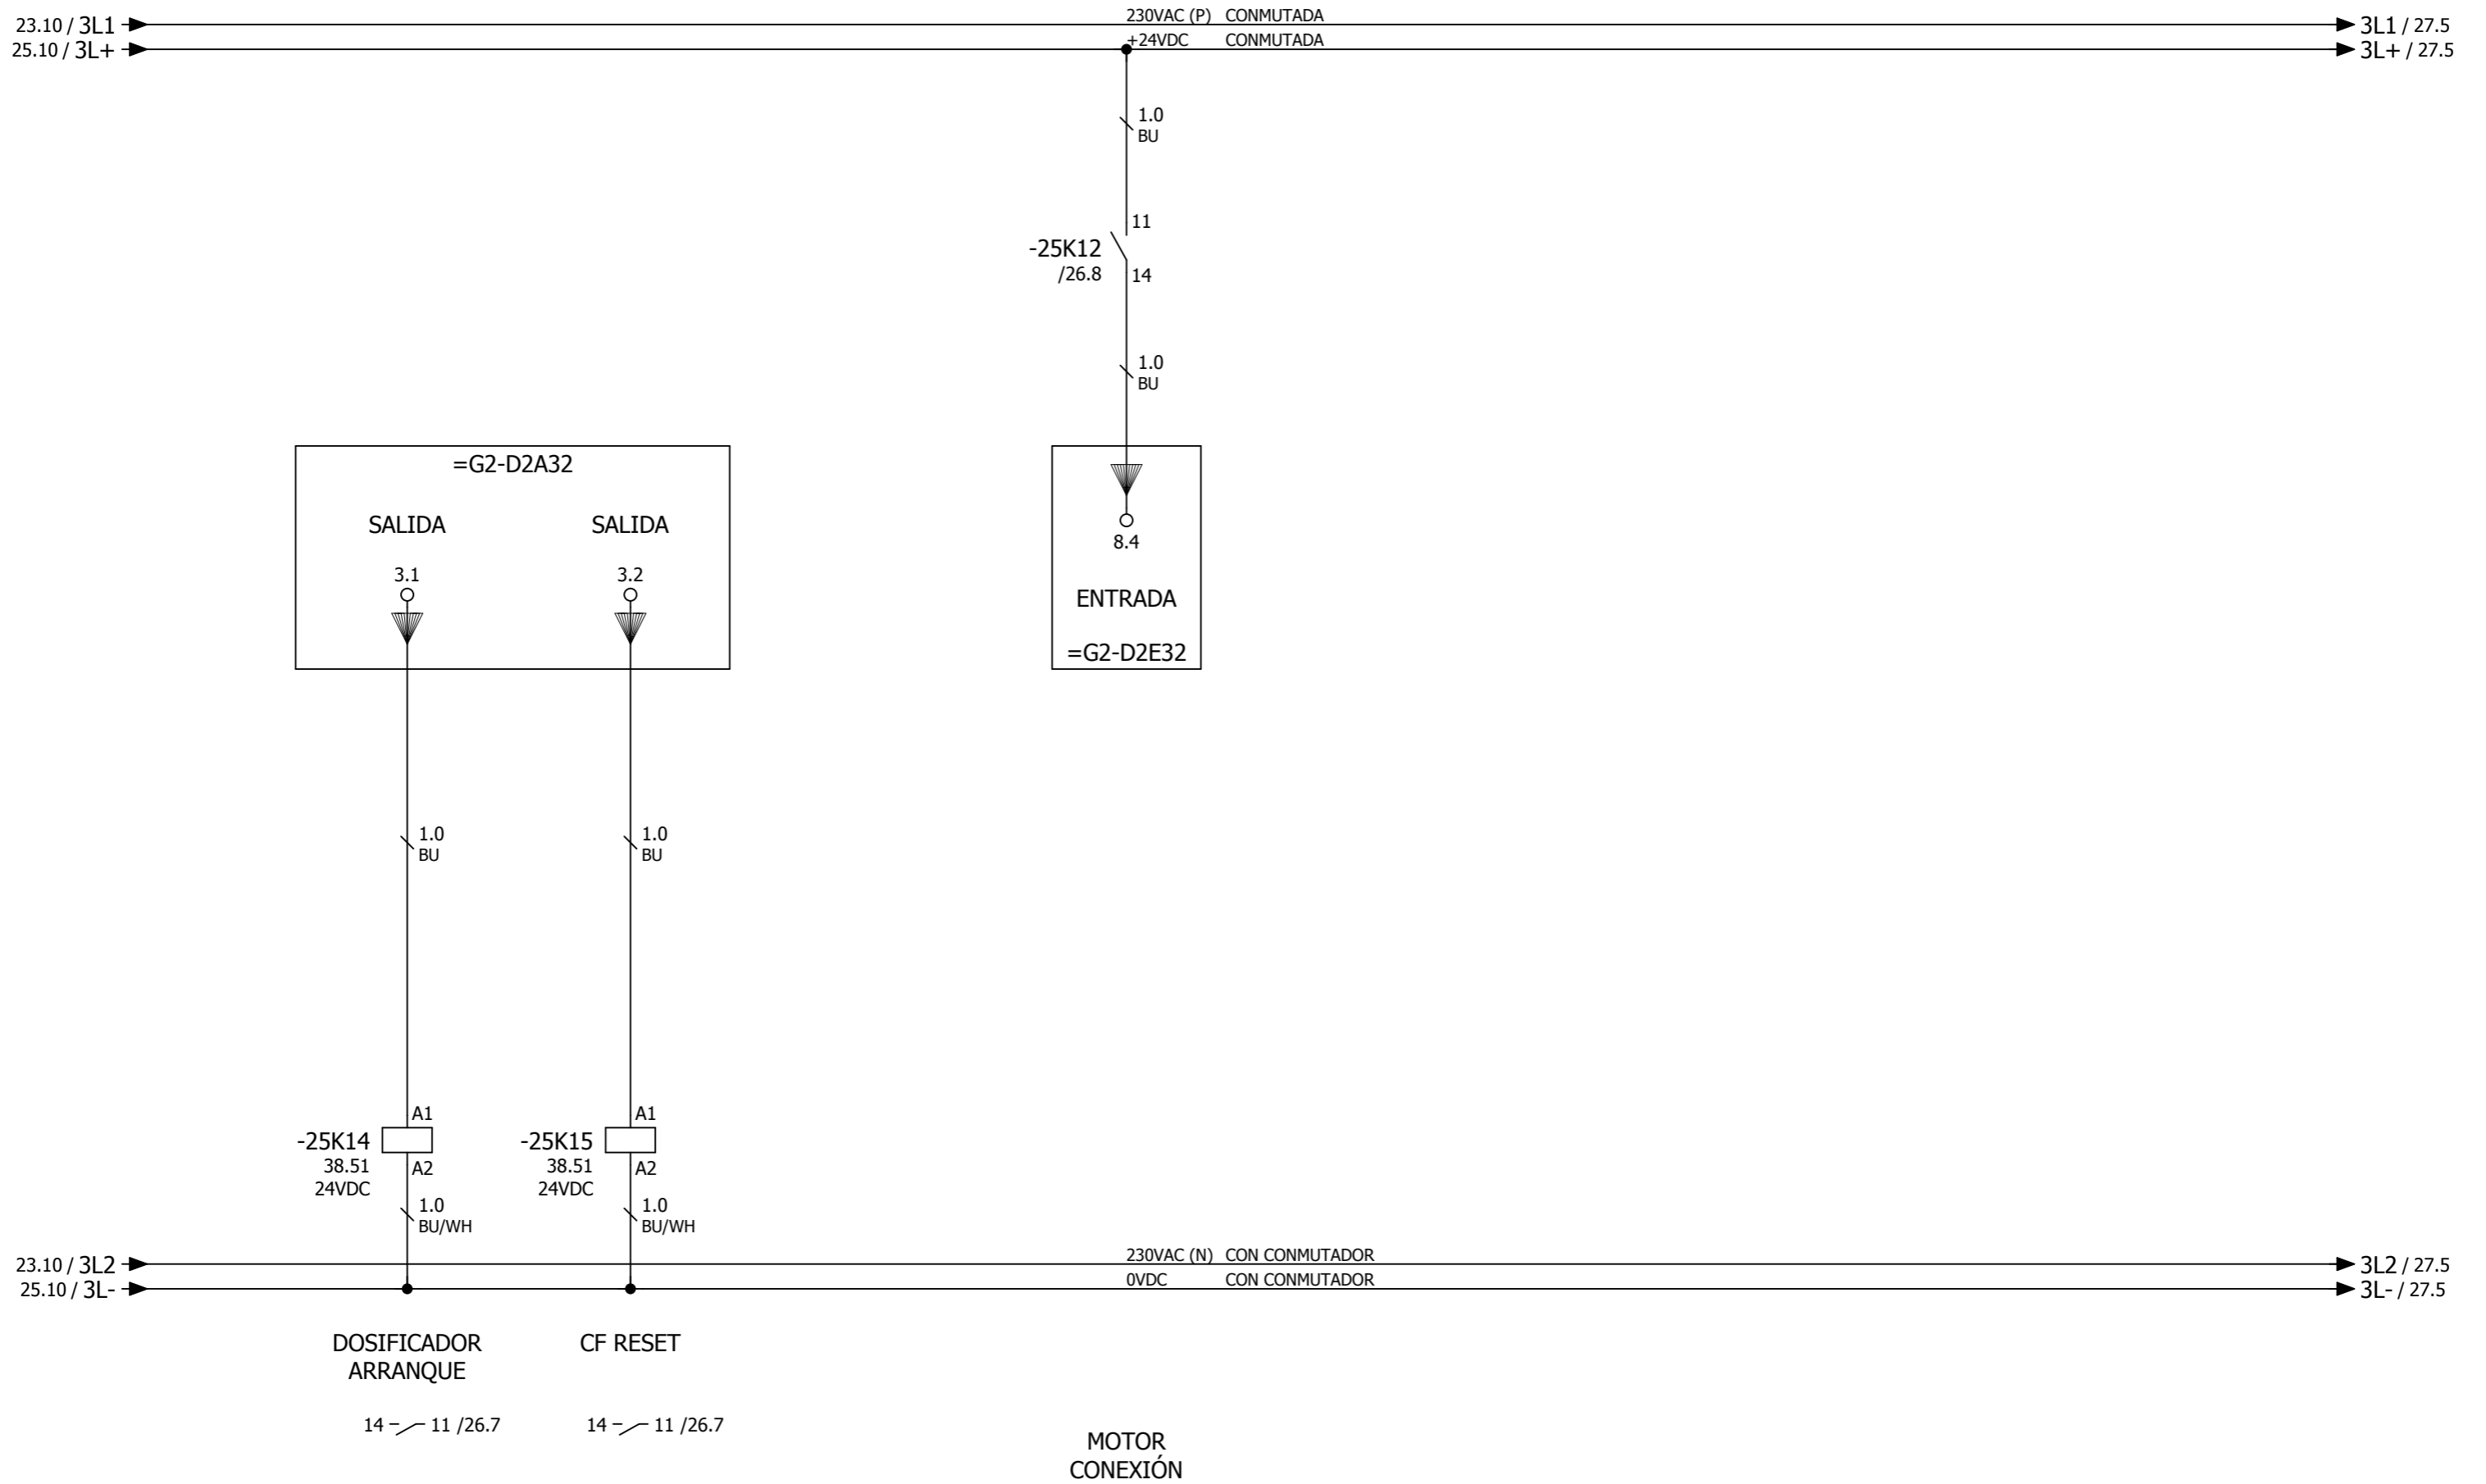 23.10 / 3L1
230VAC (P) CONMUTADA
3L1 / 27.5
25.10 / 3L+
+24VDC CONMUTADA
3L+ / 27.5
1.0
BU
11
-25K12
/26.8
14
1.0
BU
=G2-D2A32
SALIDA
SALIDA
3.1
3.2
8.4
ENTRADA
=G2-D2E32
1.0
BU
1.0
BU
A1
-25K14
38.51
24VDC
A2
1.0
BU/WH
A1
-25K15
38.51
24VDC
A2
1.0
BU/WH
23.10 / 3L2
230VAC (N) CON CONMUTADOR
3L2 / 27.5
25.10 / 3L-
0VDC CON CONMUTADOR
3L- / 27.5
DOSIFICADOR
ARRANQUE
CF RESET
14 11 /26.7
14 11 /26.7
MOTOR
CONEXIÓN